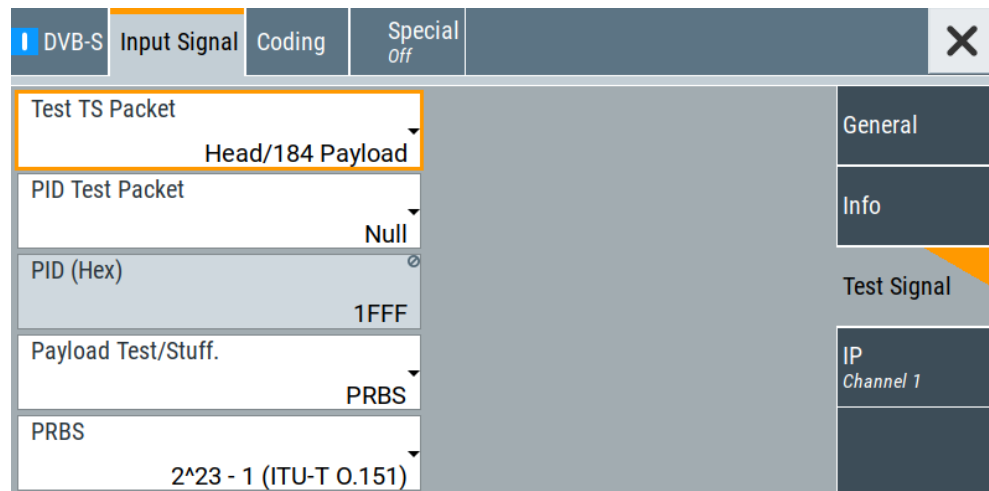 DVB-S
Input Signal
Coding
Special
Off
Test TS Packet
Head/184 Payload
PID Test Packet
Null
PID (Hex)
1FFF
Payload Test/Stuff.
PRBS
PRBS
2^23 - 1 (ITU-T O.151)
General
Info
Test Signal
IP
Channel 1